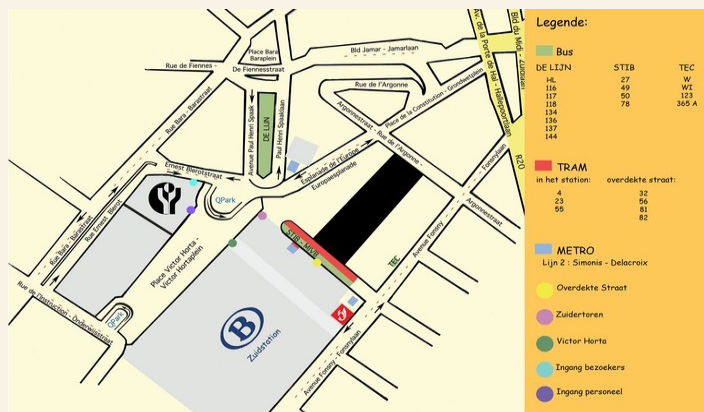 Place Bara
Baraplein
Rue de Fiennes
De Fiennesstraat
Bld Jamar - Jamarlaan
Av. de la Porte de Hal - Hallepoortlaan
Bld du Midi - Zuidlaan
Rue de l'Argonne
Place de la Constitution - Grondwetplein
Argonnestraat - Rue de l'Argonne
Rue Bara - Barastraat
Avenue Paul Henri Spaak
DE LIJN
Paul Henri Spaaklaan
Esplanade de l'Europe
Europaesplanade
Ernest Blerotstraat
Rue Ernest Blerot
QPark
Rue Bara - Barastraat
Place Victor Horta -
Victor Hortaplein
STIB - MIVB
TEC
Avenue Fonsny
Fonsnylaan
R20
Argonnestraat
Rue de l'Instruction - Onderwijsstraat
QPark
B
Zuidstation
Avenue Fonsny - Fonsnylaan
Legende:
Bus
DE LIJN STIB TEC
HL 27 W
116 49 WI
117 50 123
118 78 365 A
134
136
137
144
TRAM
in het station: overdekte straat:
4 32
23 56
55 81
82
METRO
Lijn 2 : Simonis - Delacroix
Overdekte Straat
Zuidertoren
Victor Horta
Ingang bezoekers
Ingang personeel